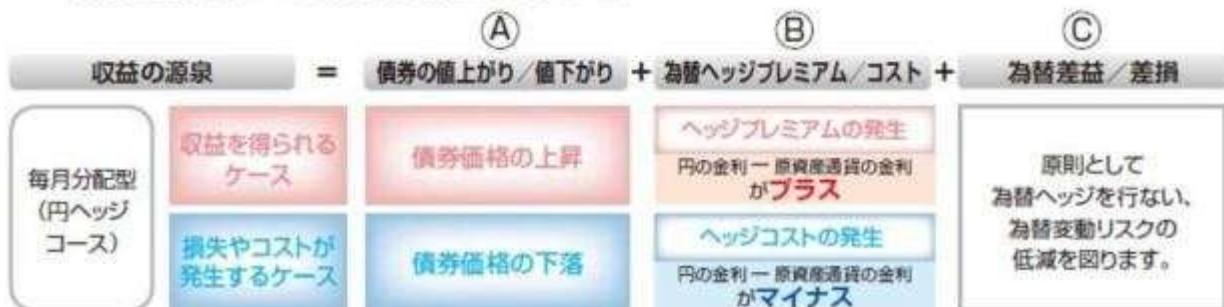 Ⓐ
Ⓑ
Ⓒ
収益の源泉 = 債券の値上がり/値下がり + 為替ヘッジプレミアム/コスト + 為替差益/差損
毎月分配型
(円ヘッジ
コース)
収益を得られる
ケース
債券価格の上昇
ヘッジプレミアムの発生
円の金利ー原資産通貨の金利
がプラス
損失やコストが
発生するケース
債券価格の下落
ヘッジコストの発生
円の金利ー原資産通貨の金利
がマイナス
原則として
為替ヘッジを行ない、
為替変動リスクの
低減を図ります。